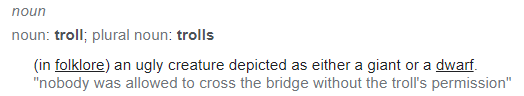 noun
noun: troll; plural noun: trolls
(in folklore) an ugly creature depicted as either a giant or a dwarf.
"nobody was allowed to cross the bridge without the troll's permission"